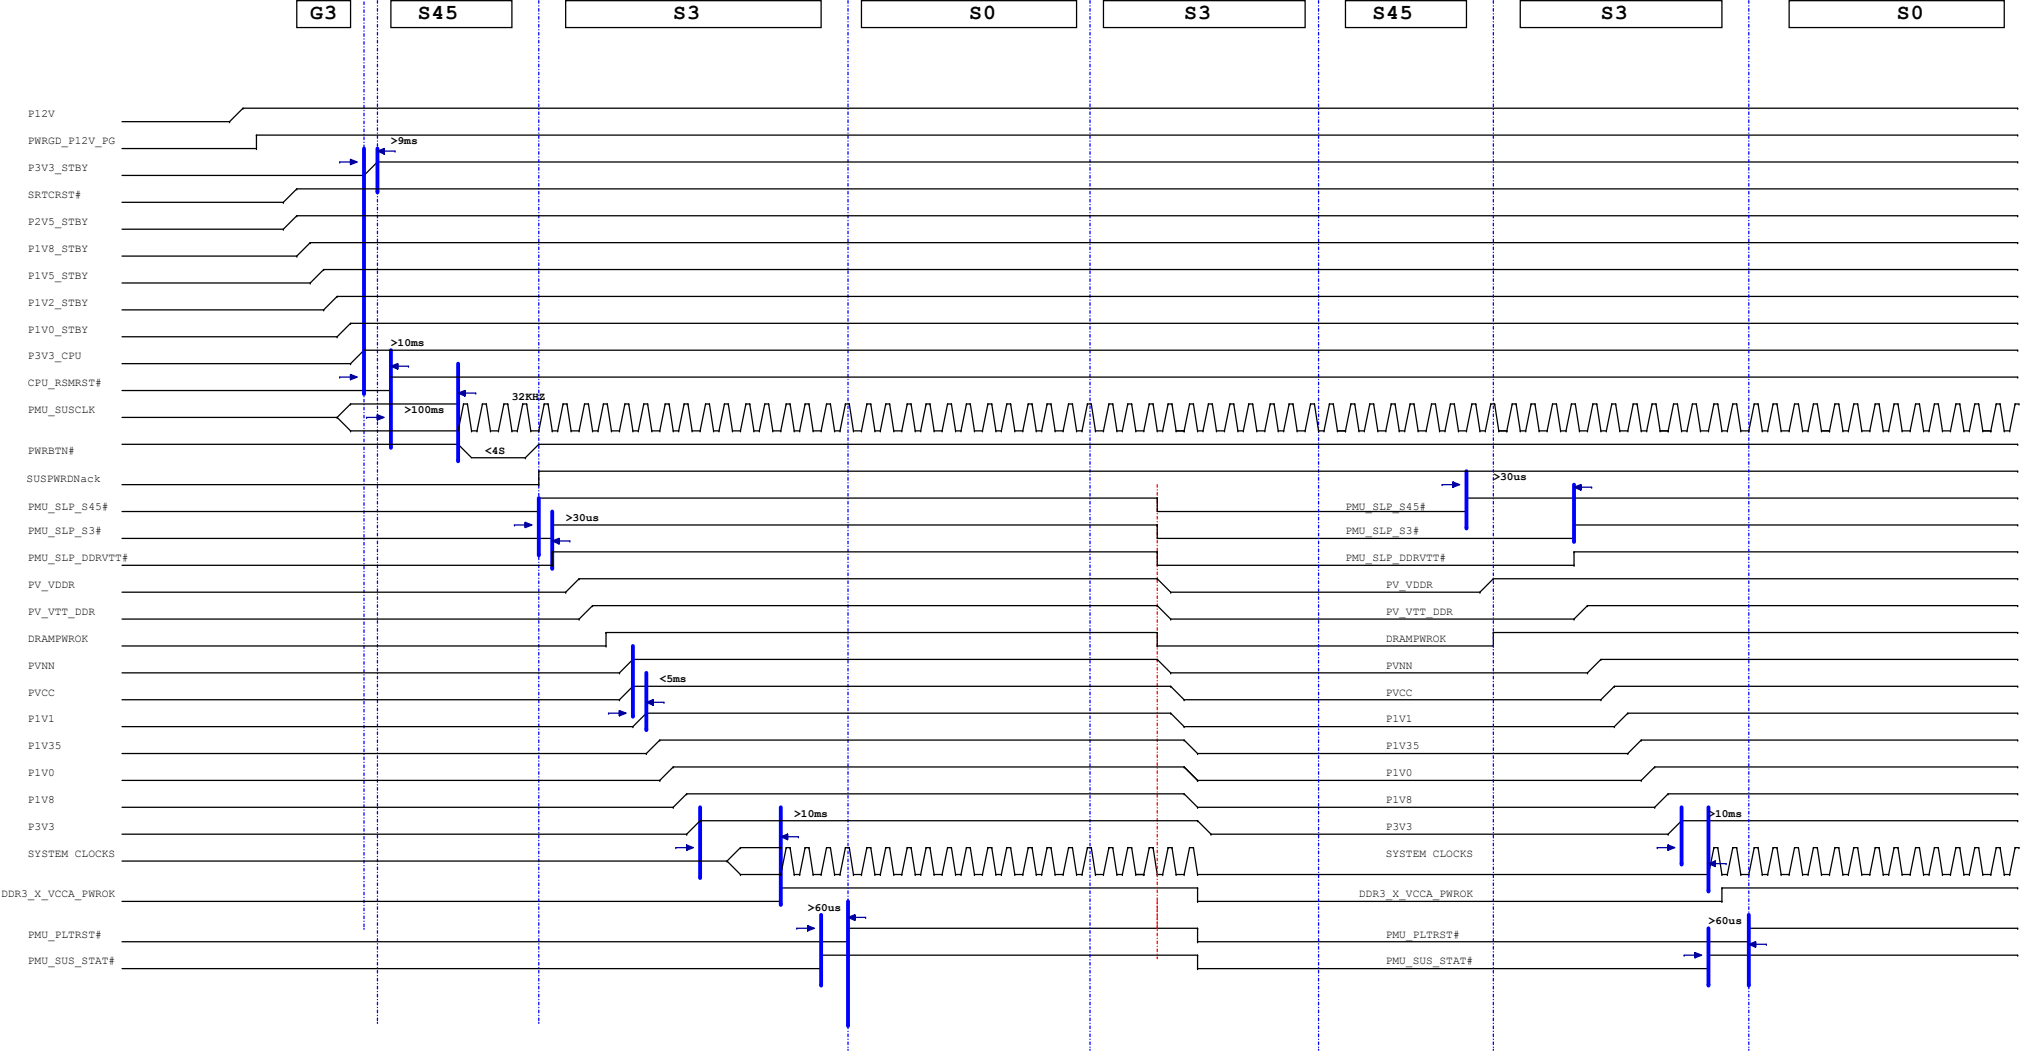 G3 S45 S3 S0 S3 S45 S3 S0
P12V
PWRGD_P12V_PG >9ms
P3V3_STBY
SRTCRST#
P2V5_STBY
P1V8_STBY
P1V5_STBY
P1V2_STBY
P1V0_STBY
>10ms
P3V3_CPU
CPU_RSMRST#
32KHZ
PMU_SUSCLK >100ms
PWRBTN# <4S
SUSPWRDNack >30us
PMU_SLP_S45# PMU_SLP_S45#
>30us
PMU_SLP_S3# PMU_SLP_S3#
PMU_SLP_DDRVTT# PMU_SLP_DDRVTT#
PV_VDDR PV_VDDR
PV_VTT_DDR PV_VTT_DDR
DRAMPWROK DRAMPWROK
PVNN PVNN
<5ms
PVCC PVCC
P1V1 P1V1
P1V35 P1V35
P1V0 P1V0
P1V8 P1V8
>10ms >10ms
P3V3 P3V3
SYSTEM CLOCKS SYSTEM CLOCKS
DDR3_X_VCCA_PWROK DDR3_X_VCCA_PWROK
>60us >60us
PMU_PLTRST# PMU_PLTRST#
PMU_SUS_STAT# PMU_SUS_STAT#